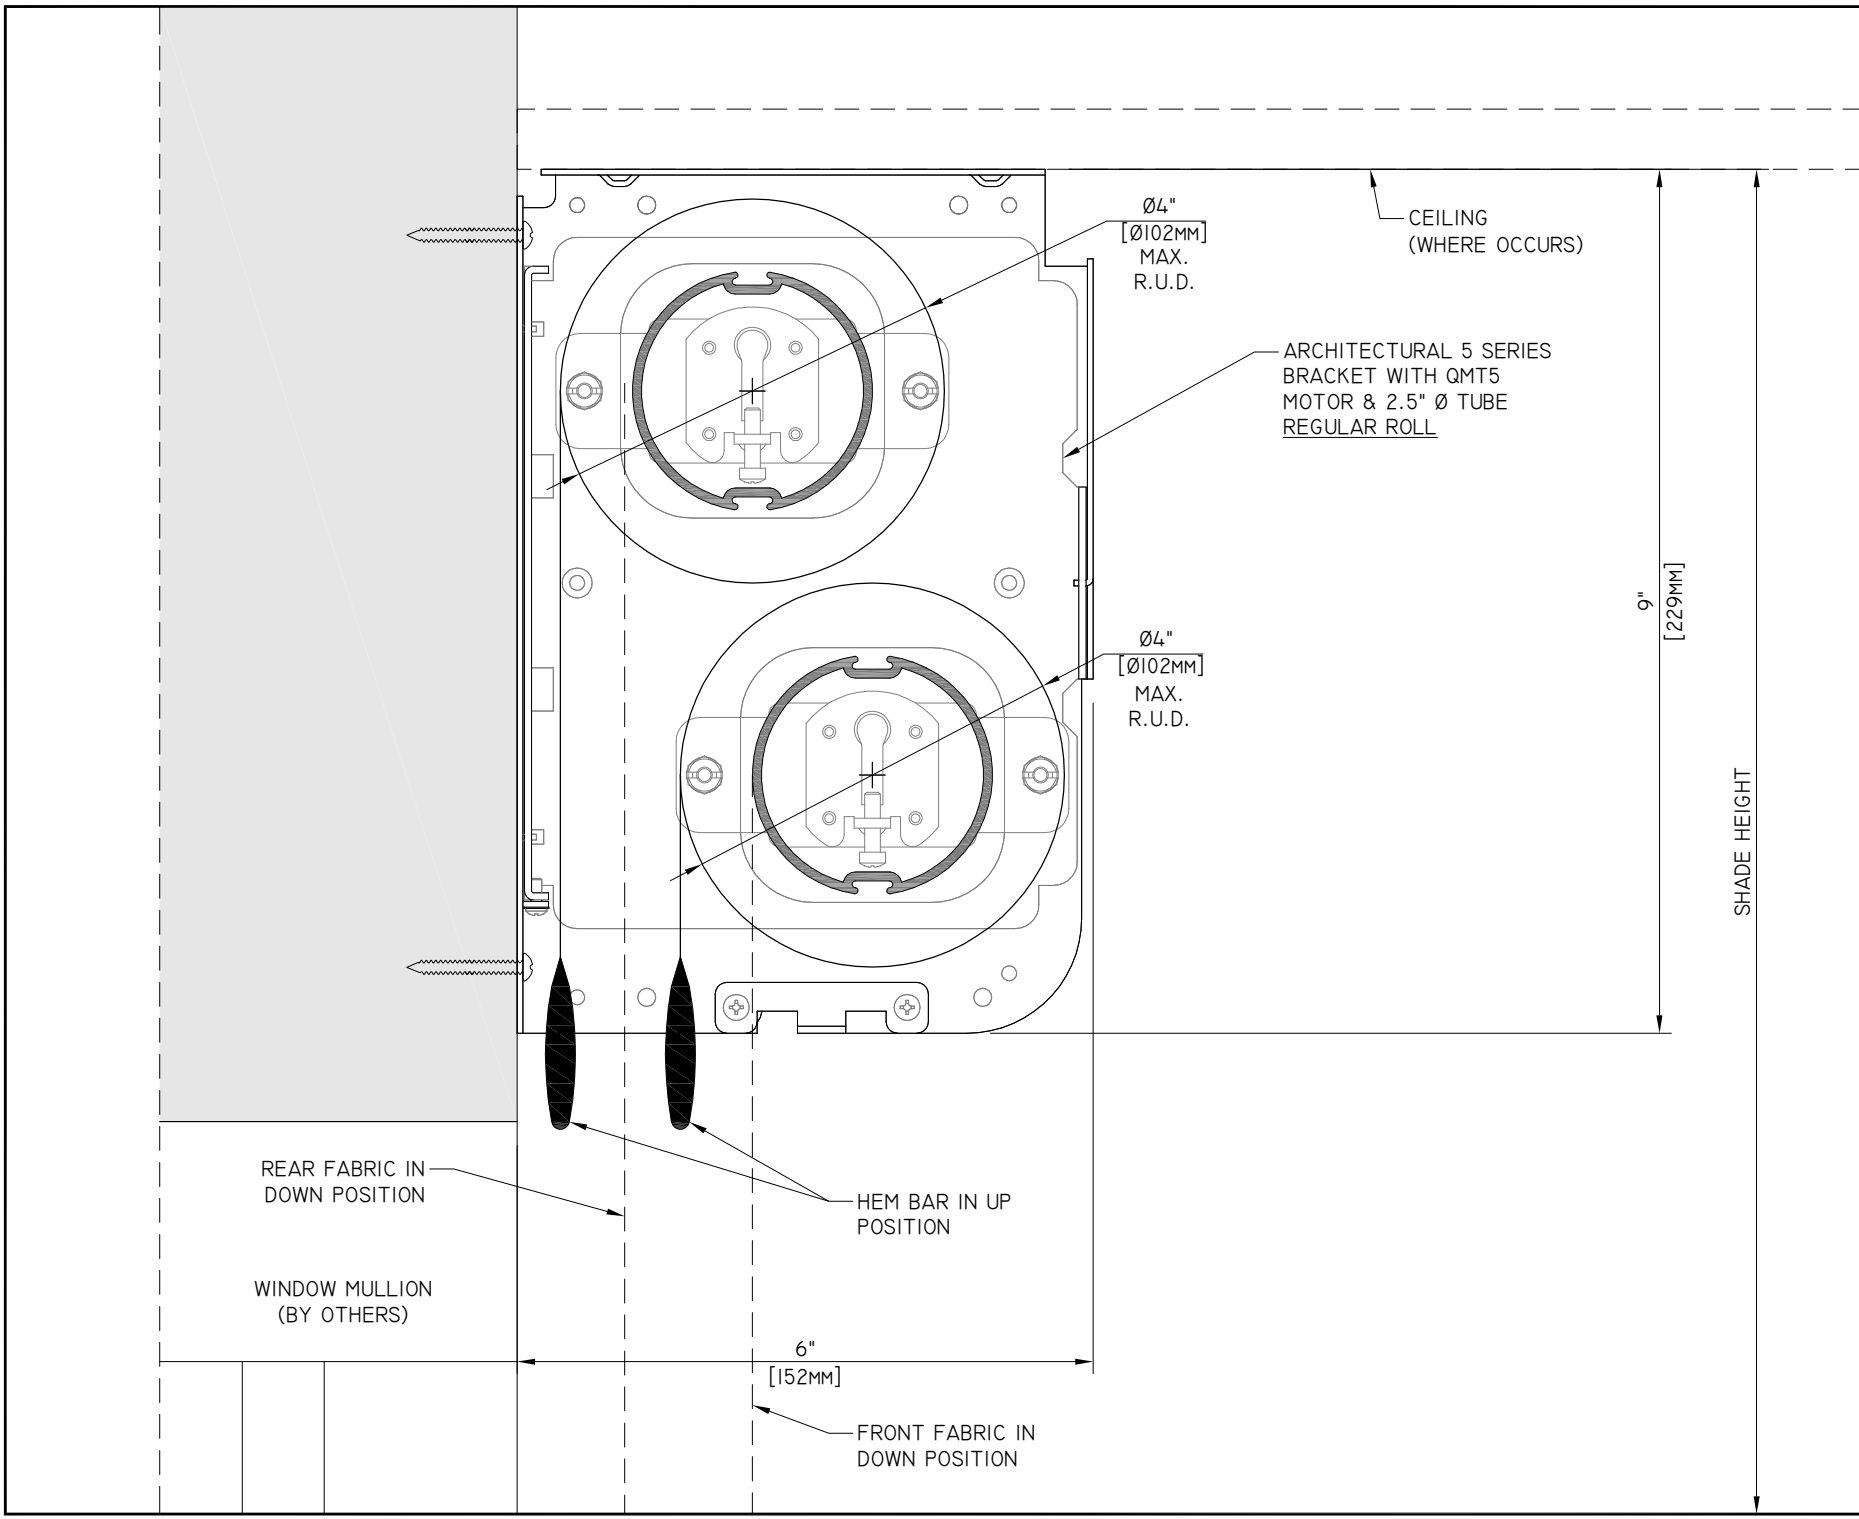 Ø4"
[Ø102MM]
MAX.
R.U.D.
CEILING
(WHERE OCCURS)
ARCHITECTURAL 5 SERIES
BRACKET WITH QMT5
MOTOR & 2.5" Ø TUBE
REGULAR ROLL
9"
[229MM]
Ø4"
[Ø102MM]
MAX.
R.U.D.
SHADE HEIGHT
REAR FABRIC IN
DOWN POSITION
HEM BAR IN UP
POSITION
WINDOW MULLION
(BY OTHERS)
6"
[152MM]
FRONT FABRIC IN
DOWN POSITION